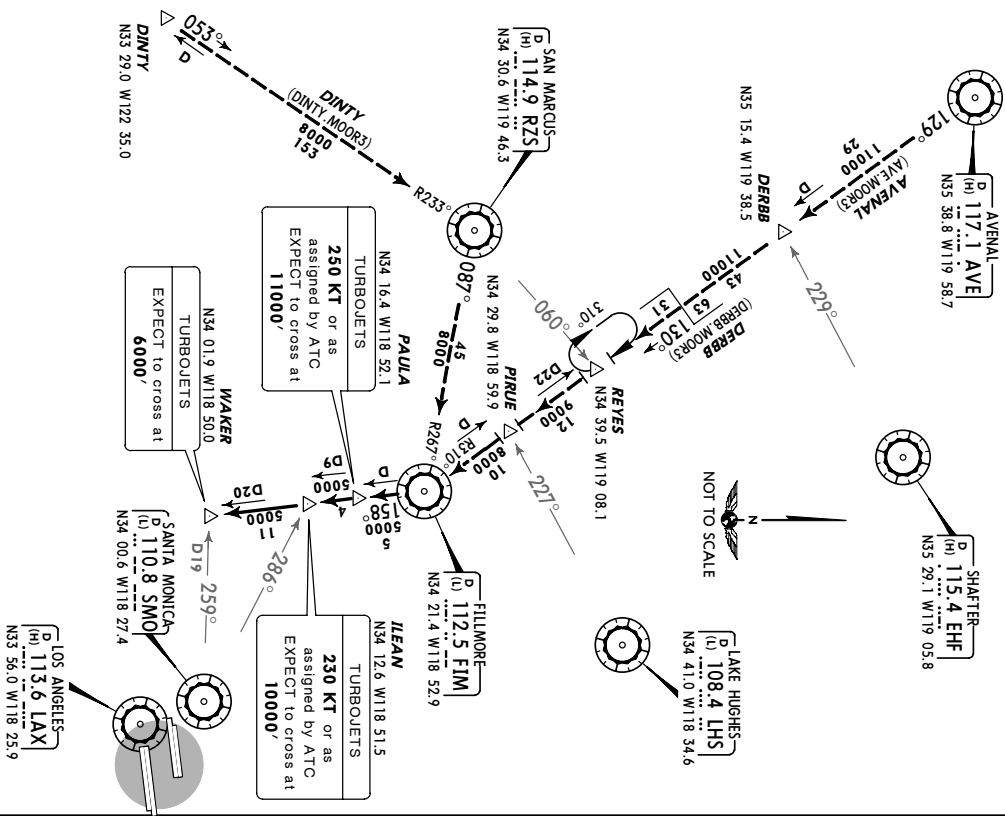 AVENAL
D
(H) 117.1 AVE
N35 38.8 W119 58.7
129°
11000
29
AVENAL
(AVE.MOOR3)
D
DERBB
N35 15.4 W119 38.5
229°
43
11000
DERBB
(DERBB.MOOR3)
63
31
130°
310°
060°
REYES
N34 39.5 W119 08.1
D22
12
9000
PIRUE
N34 29.8 W118 59.9
227°
10
8000
D
R310°
SHAFTER
D
(H) 115.4 EHF
N35 29.1 W119 05.8
NOT TO SCALE
N
LAKE HUGHES
D
(L) 108.4 LHS
N34 41.0 W118 34.6
SAN MARCUS
D
(H) 114.9 RZS
N34 30.6 W119 46.3
DINTY
N33 29.0 W122 35.0
053°
D
DINTY
(DINTY.MOOR3)
8000
153
R233°
087°
45
8000
R267°
FILLMORE
D
(L) 112.5 FIM
N34 21.4 W118 52.9
D
158°
5000
5
PAULA
N34 16.4 W118 52.1
TURBOJETS
250 KT or as
assigned by ATC
EXPECT to cross at
11000'
D9
5000
4
ILEAN
N34 12.6 W118 51.5
TURBOJETS
230 KT or as
assigned by ATC
EXPECT to cross at
10000'
286°
D20
5000
11
WAKER
N34 01.9 W118 50.0
TURBOJETS
EXPECT to cross at
6000'
D19
259°
SANTA MONICA
D
(L) 110.8 SMO
N34 00.6 W118 27.4
LOS ANGELES
D
(H) 113.6 LAX
N33 56.0 W118 25.9